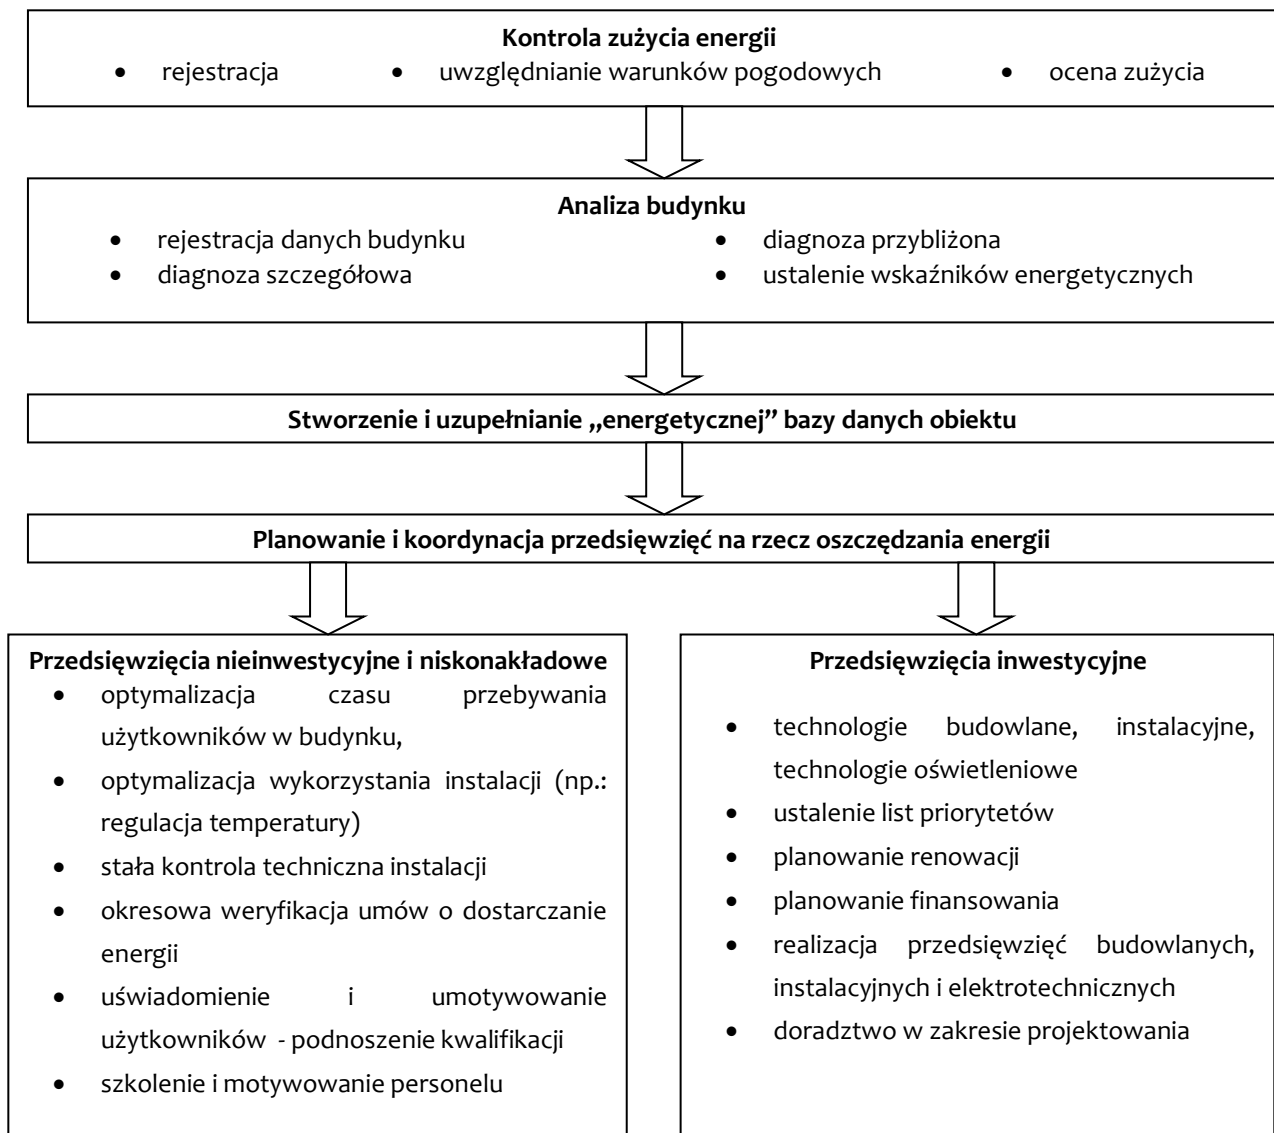 Kontrola zużycia energii
• rejestracja • uwzględnianie warunków pogodowych • ocena zużycia
Analiza budynku
• rejestracja danych budynku • diagnoza przybliżona
• diagnoza szczegółowa • ustalenie wskaźników energetycznych
Stworzenie i uzupełnianie „energetycznej” bazy danych obiektu
Planowanie i koordynacja przedsięwzięć na rzecz oszczędzania energii
Przedsięwzięcia nieinwestycyjne i niskonakładowe
• optymalizacja czasu przebywania
użytkowników w budynku,
• optymalizacja wykorzystania instalacji (np.:
regulacja temperatury)
• stała kontrola techniczna instalacji
• okresowa weryfikacja umów o dostarczanie
energii
• uświadomienie i umotywowanie
użytkowników - podnoszenie kwalifikacji
• szkolenie i motywowanie personelu
Przedsięwzięcia inwestycyjne
• technologie budowlane, instalacyjne,
technologie oświetleniowe
• ustalenie list priorytetów
• planowanie renowacji
• planowanie finansowania
• realizacja przedsięwzięć budowlanych,
instalacyjnych i elektrotechnicznych
• doradztwo w zakresie projektowania